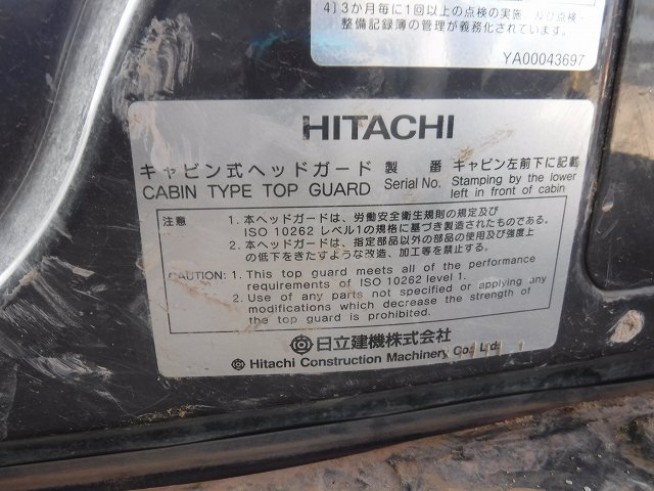 4] 3か月毎に1回以上の点検の実施、及び点検・
整備記録簿の管理が義務化されています。
YA00043697
HITACHI
キャビン式ヘッドガード 製 番 キャビン左前下に記載
CABIN TYPE TOP GUARD Serial No. Stamping by the lower
left in front of cabin
注意 1. 本ヘッドガードは、労働安全衛生規則の規定及び
ISO 10262 レベル1の規格に基づき製造されたものである。
2. 本ヘッドガードは、指定部品以外の部品の使用及び強度上
の低下をきたすような改造、加工等を禁止する。
CAUTION: 1. This top guard meets all of the performance
requirements of ISO 10262 level 1.
2. Use of any parts not specified or applying any
modifications which decrease the strength of
the top guard is prohibited.
日立建機株式会社
Hitachi Construction Machinery Co., Ltd.